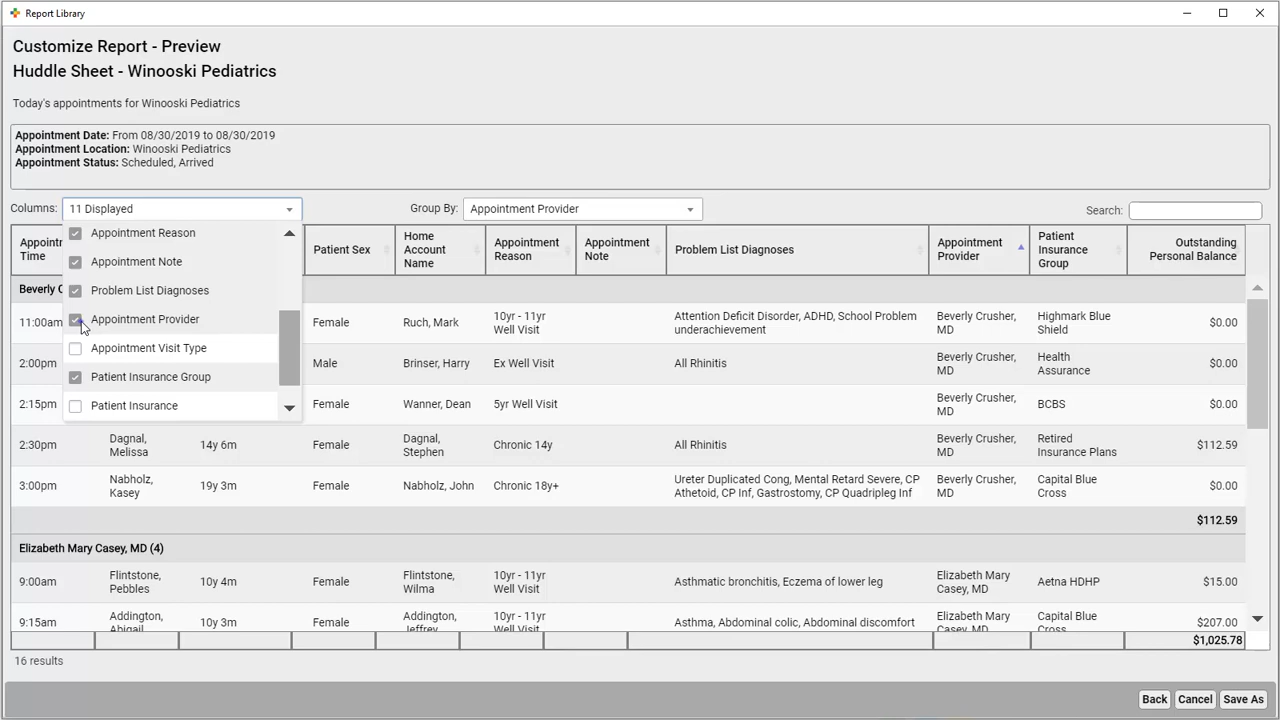 Report Library
Customize Report - Preview
Huddle Sheet - Winooski Pediatrics
Today's appointments for Winooski Pediatrics
Appointment Date: From 08/30/2019 to 08/30/2019
Appointment Location: Winooski Pediatrics
Appointment Status: Scheduled, Arrived
Columns: 11 Displayed
Group By: Appointment Provider
Search:
Appointment Reason
Appointment Note
Problem List Diagnoses
Appointment Provider
Appointment Visit Type
Patient Insurance Group
Patient Insurance
Time
Patient Sex
Home
Account
Name
Appointment
Reason
Appointment
Note
Problem List Diagnoses
Appointment
Provider
Patient
Insurance
Group
Outstanding
Personal Balance
Beverly
11:00am
Female
Ruch, Mark
10yr - 11yr
Well Visit
Attention Deficit Disorder, ADHD, School Problem
underachievement
Beverly Crusher,
MD
Highmark Blue
Shield
$0.00
2:00pm
Male
Brinser, Harry
Ex Well Visit
All Rhinitis
Beverly Crusher,
MD
Health
Assurance
$0.00
2:15pm
Female
Wanner, Dean
5yr Well Visit
Beverly Crusher,
MD
BCBS
$0.00
2:30pm
Dagnal,
Melissa
14y 6m
Female
Dagnal,
Stephen
Chronic 14y
All Rhinitis
Beverly Crusher,
MD
Retired
Insurance Plans
$112.59
3:00pm
Nabholz,
Kasey
19y 3m
Female
Nabholz, John
Chronic 18y+
Ureter Duplicated Cong, Mental Retard Severe, CP
Athetoid, CP Inf, Gastrostomy, CP Quadripleg Inf
Beverly Crusher,
MD
Capital Blue
Cross
$0.00
$112.59
Elizabeth Mary Casey, MD (4)
9:00am
Flintstone,
Pebbles
10y 4m
Female
Flintstone,
Wilma
10yr - 11yr
Well Visit
Asthmatic bronchitis, Eczema of lower leg
Elizabeth Mary
Casey, MD
Aetna HDHP
$15.00
9:15am
Addington,
Abigail
10y 3m
Female
Addington,
Jeffrey
10yr - 11yr
Well Visit
Asthma, Abdominal colic, Abdominal discomfort
Elizabeth Mary
Casey, MD
Capital Blue
Cross
$207.00
$1,025.78
16 results
Back
Cancel
Save As